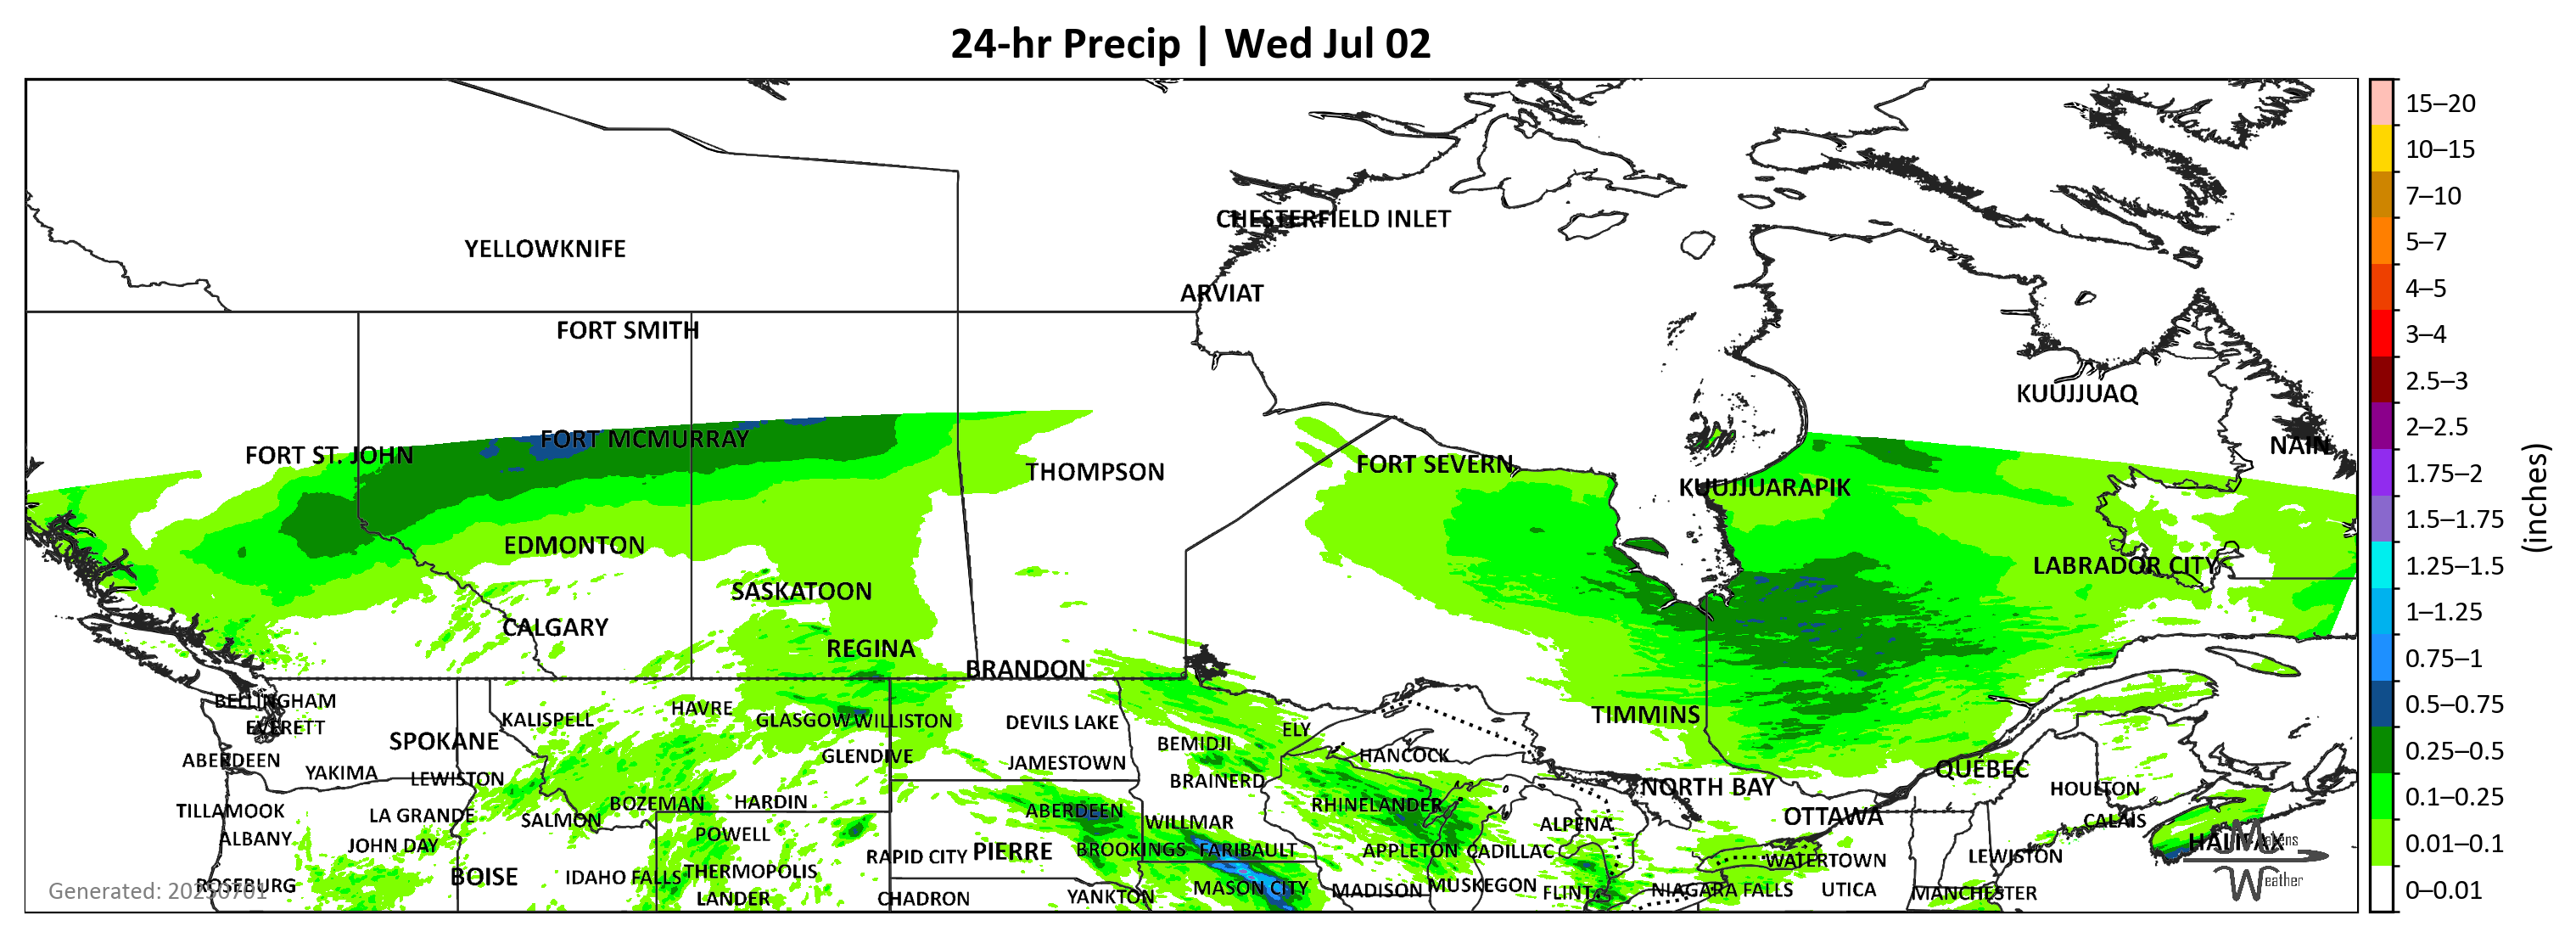 24-hr Precip | Wed Jul 02
CHESTERFIELD INLET
YELLOWKNIFE
ARVIAT
FORT SMITH
KUUJJUAQ
FORT MCMURRAY
NAIN
FORT ST. JOHN
FORT SEVERN
THOMPSON
KUUJJUARAPIK
EDMONTON
LABRADOR CITY
SASKATOON
CALGARY
REGINA
BRANDON
BELLINGHAM
HAVRE
TIMMINS
KALISPELL
GLASGOW
WILLISTON
DEVILS LAKE
EVERETT
ELY
SPOKANE
BEMIDJI
HANCOCK
GLENDIVE
ABERDEEN
JAMESTOWN
QUÉBEC
YAKIMA
LEWISTON
BRAINERD
NORTH BAY
HOULTON
BOZEMAN
HARDIN
RHINELANDER
TILLAMOOK
LA GRANDE
ABERDEEN
OTTAWA
SALMON
WILLMAR
ALPENA
CALAIS
ALBANY
POWELL
JOHN DAY
HALIFAX
BROOKINGS
FARIBAULT
APPLETON
CADILLAC
RAPID CITY
PIERRE
WATERTOWN
LEWISTON
THERMOPOLIS
BOISE
IDAHO FALLS
ROSEBURG
MASON CITY
MADISON
MUSKEGON
FLINT
NIAGARA FALLS
UTICA
MANCHESTER
LANDER
CHADRON
YANKTON
Generated: 20250701
Weather
15–20
10–15
7–10
5–7
4–5
3–4
2.5–3
2–2.5
1.75–2
1.5–1.75
1.25–1.5
1–1.25
0.75–1
0.5–0.75
0.25–0.5
0.1–0.25
0.01–0.1
0–0.01
(inches)